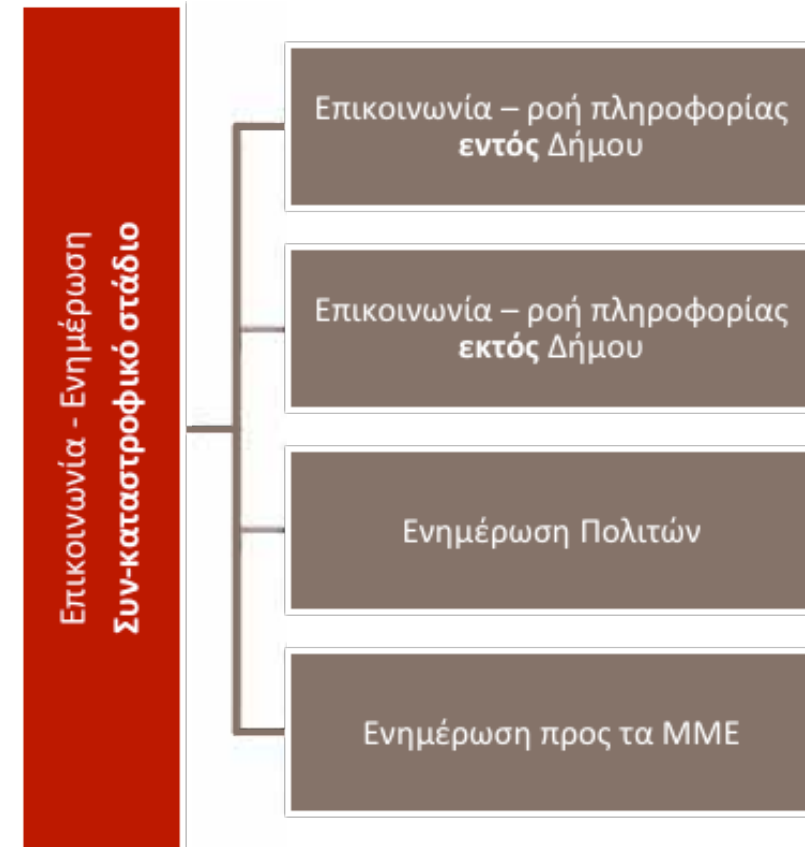 Επικοινωνία - Ενημέρωση
Συν-καταστροφικό στάδιο
Επικοινωνία – ροή πληροφορίας
εντός Δήμου
Επικοινωνία – ροή πληροφορίας
εκτός Δήμου
Ενημέρωση Πολιτών
Ενημέρωση προς τα ΜΜΕ